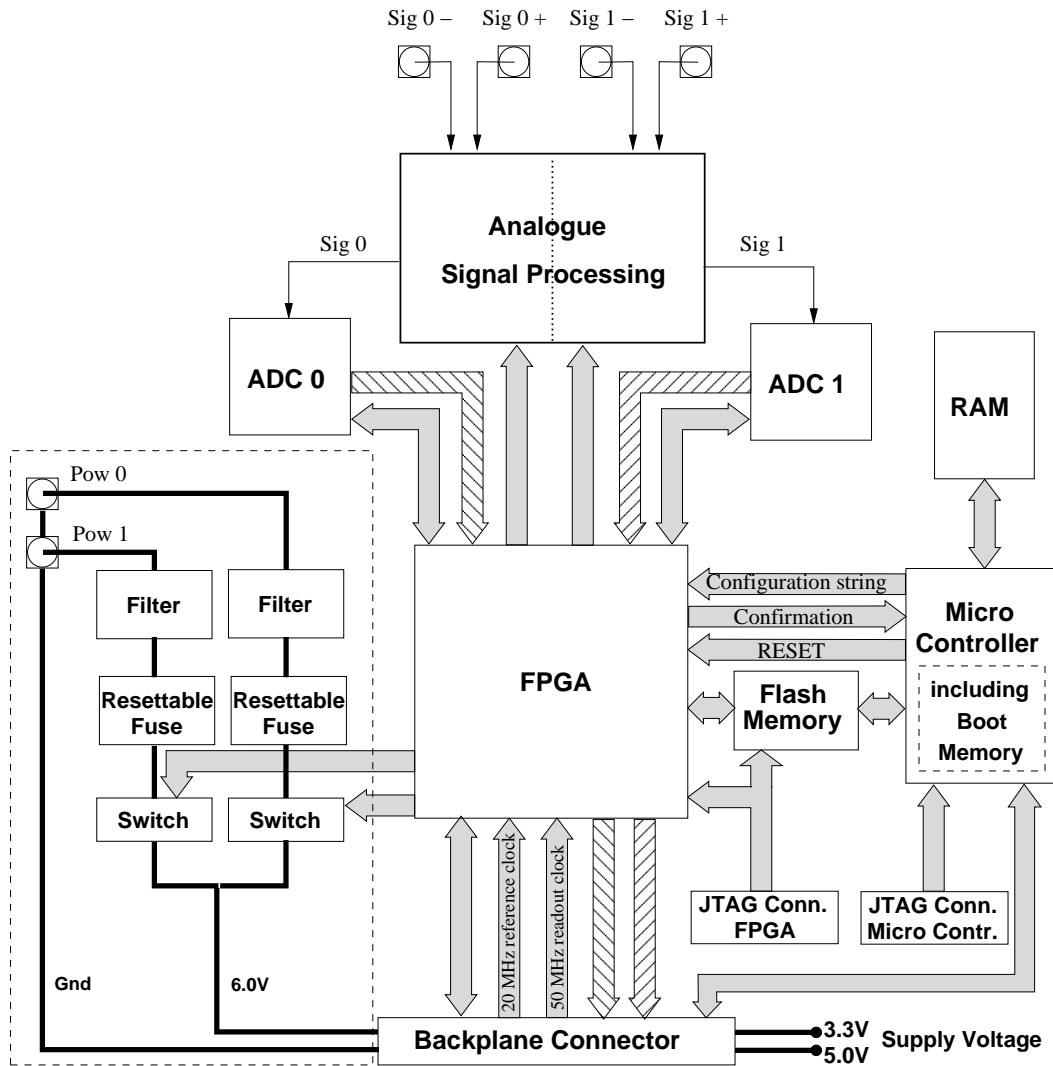 Sig 0 –
Sig 0 +
Sig 1 –
Sig 1 +
Analogue
Signal Processing
Sig 0
Sig 1
ADC 0
ADC 1
RAM
Pow 0
Pow 1
Filter
Filter
Resettable
Fuse
Resettable
Fuse
Switch
Switch
Gnd
6.0V
FPGA
Configuration string
Confirmation
RESET
Micro
Controller
including
Boot
Memory
Flash
Memory
20 MHz reference clock
50 MHz readout clock
JTAG Conn.
FPGA
JTAG Conn.
Micro Contr.
Backplane Connector
3.3V
5.0V
Supply Voltage